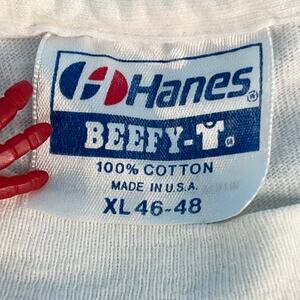 Hanes
BEEFY-
100% COTTON
MADE IN U.S.A.
XL 46-48